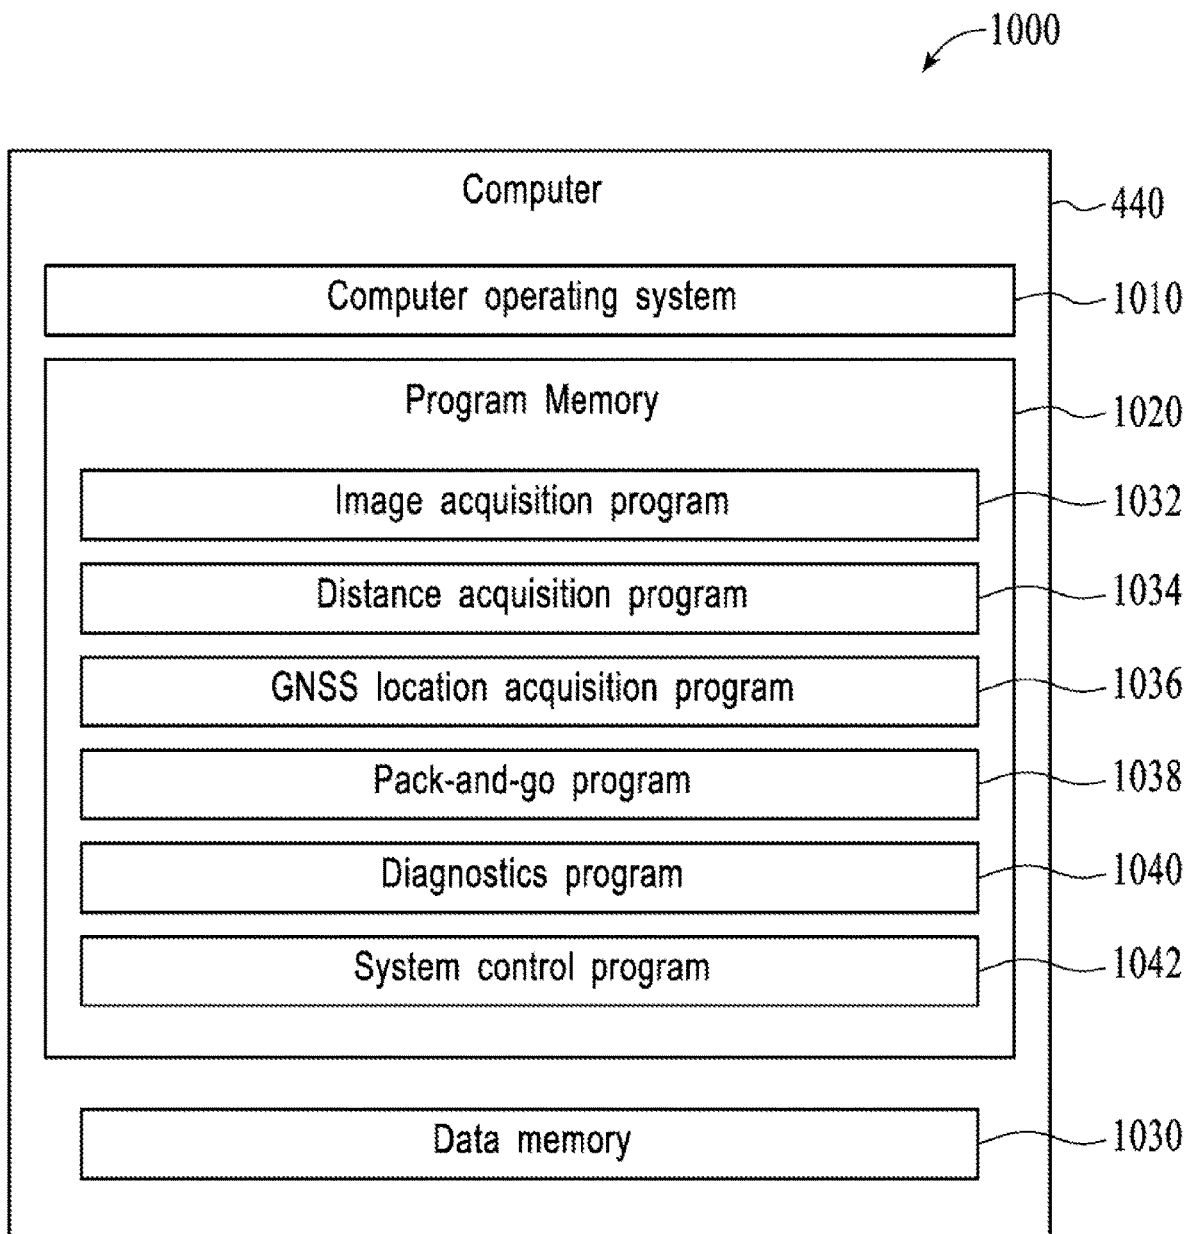 1000
Computer
440
Computer operating system
1010
Program Memory
1020
Image acquisition program
1032
Distance acquisition program
1034
GNSS location acquisition program
1036
Pack-and-go program
1038
Diagnostics program
1040
System control program
1042
Data memory
1030